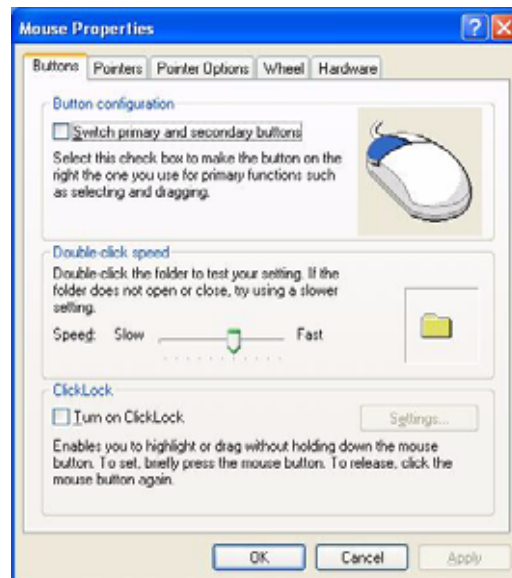 Mouse Properties
Buttons Pointers Pointer Options Wheel Hardware
Button configuration
Switch primary and secondary buttons
Select this check box to make the button on the
right the one you use for primary functions such
as selecting and dragging.
Double-click speed
Double-click the folder to test your setting. If the
folder does not open or close, try using a slower
setting.
Speed: Slow Fast
ClickLock
Turn on ClickLock Settings...
Enables you to highlight or drag without holding down the mouse
button. To set, briefly press the mouse button. To release, click the
mouse button again.
OK Cancel Apply